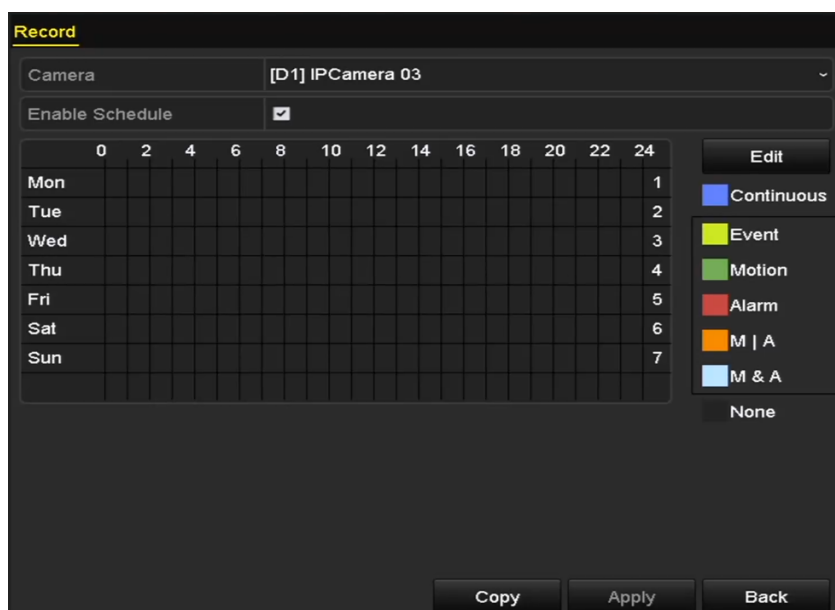 Record
Camera [D1] IPCamera 03
Enable Schedule
0 2 4 6 8 10 12 14 16 18 20 22 24 Edit
Mon 1
Continuous
Tue 2
Wed 3 Event
Thu 4 Motion
Fri 5 Alarm
Sat 6
M | A
Sun 7
M & A
None
Copy Apply Back